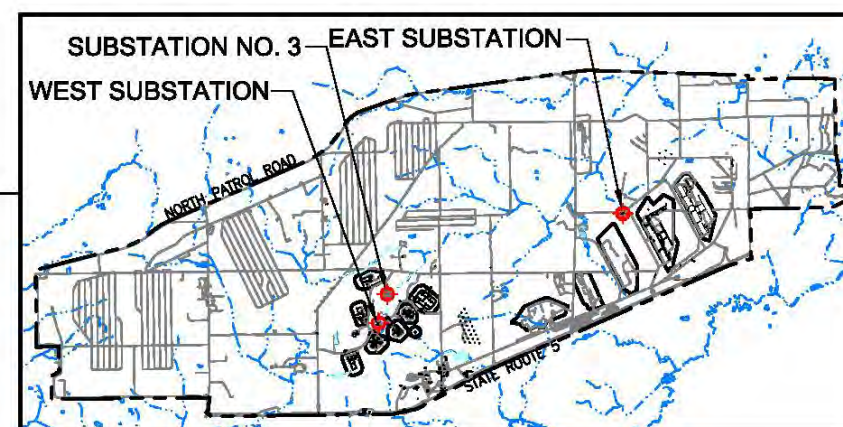 SUBSTATION NO. 3
EAST SUBSTATION
WEST SUBSTATION
NORTH PATROL ROAD
STATE ROUTE 5